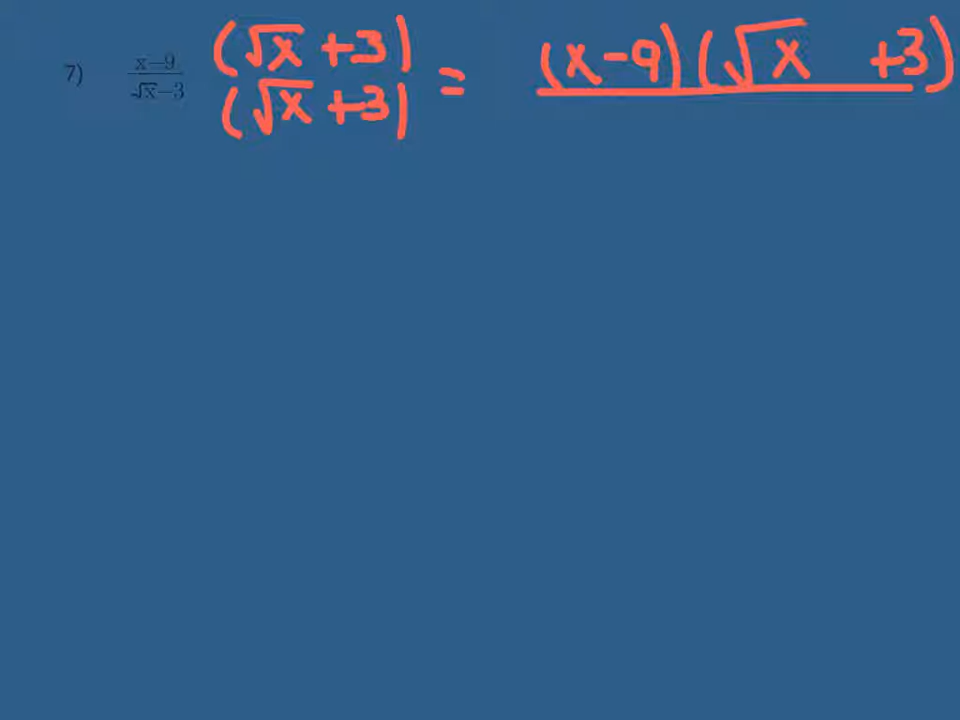 7) x−9 (√x +3) = (x−9)(√x +3)
√x−3 (√x +3)